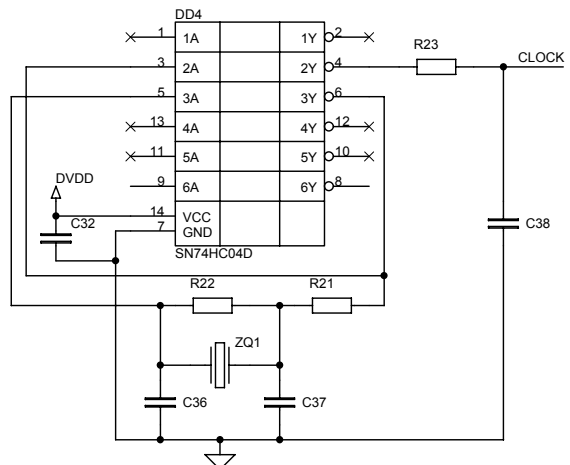 DD4
1 1A 1Y 2
3 2A 2Y 4 R23 CLOCK
5 3A 3Y 6
13 4A 4Y 12
11 5A 5Y 10
9 6A 6Y 8
DVDD
14 VCC
C32 7 GND C38
SN74HC04D
R22 R21
ZQ1
C36 C37